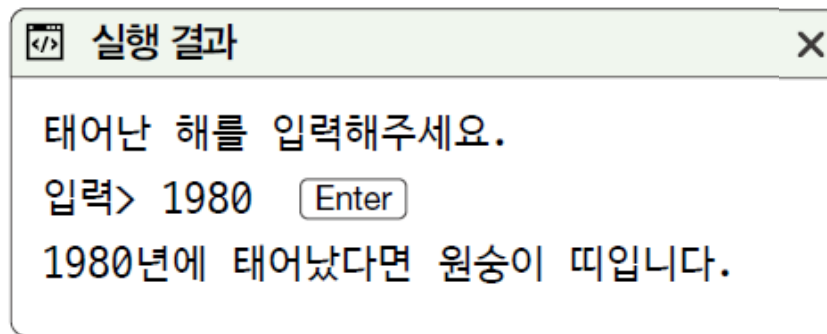 </> 실행 결과 ×
태어난 해를 입력해주세요.
입력> 1980 Enter
1980년에 태어났다면 원숭이 띠입니다.